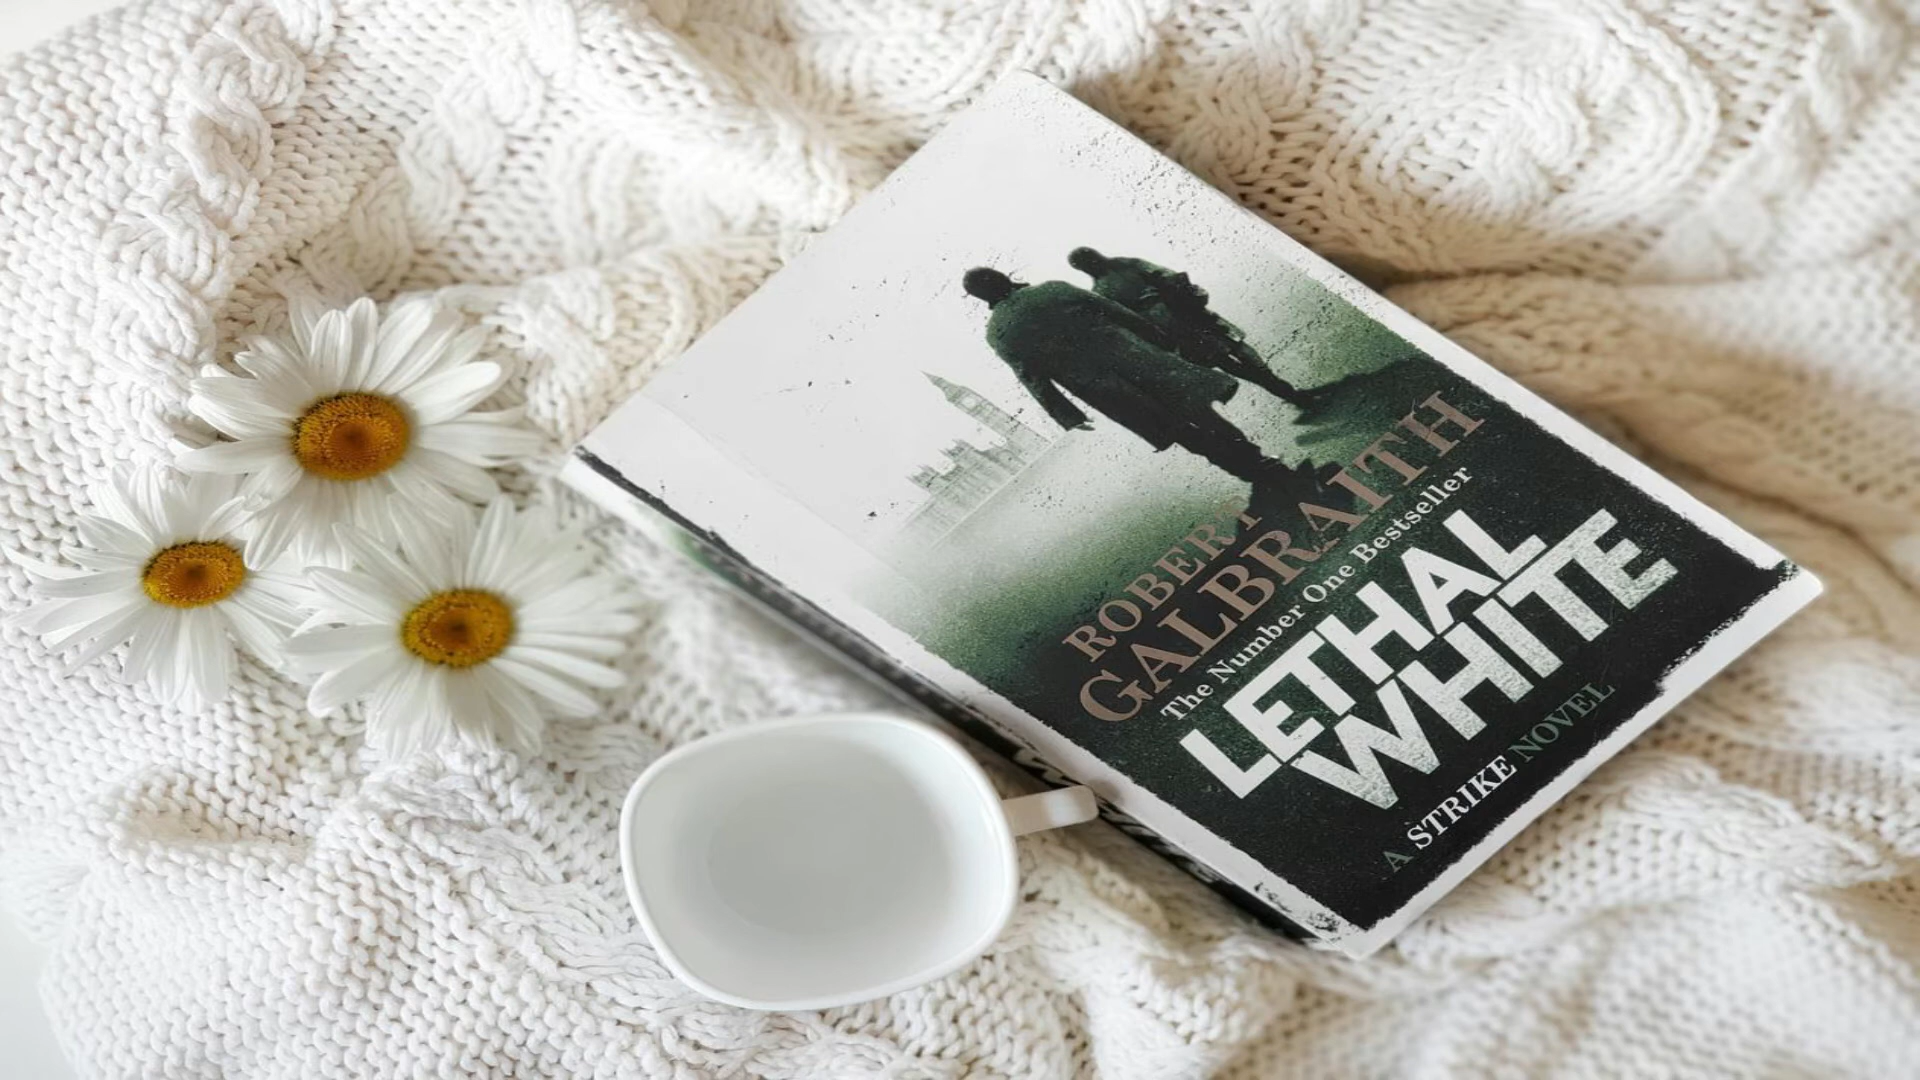 ROBERT
GALBRAITH
The Number One Bestseller
LETHAL
WHITE
A STRIKE NOVEL